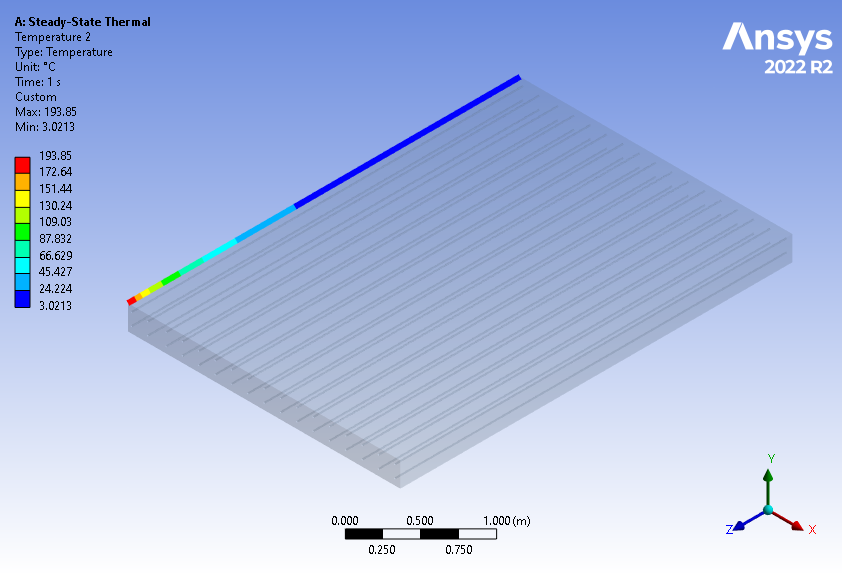 A: Steady-State Thermal
Temperature 2
Type: Temperature
Unit: °C
Time: 1 s
Custom
Max: 193.85
Min: 3.0213
193.85
172.64
151.44
130.24
109.03
87.832
66.629
45.427
24.224
3.0213
Ansys
2022 R2
0.000 0.500 1.000 (m)
0.250 0.750
Y
Z X